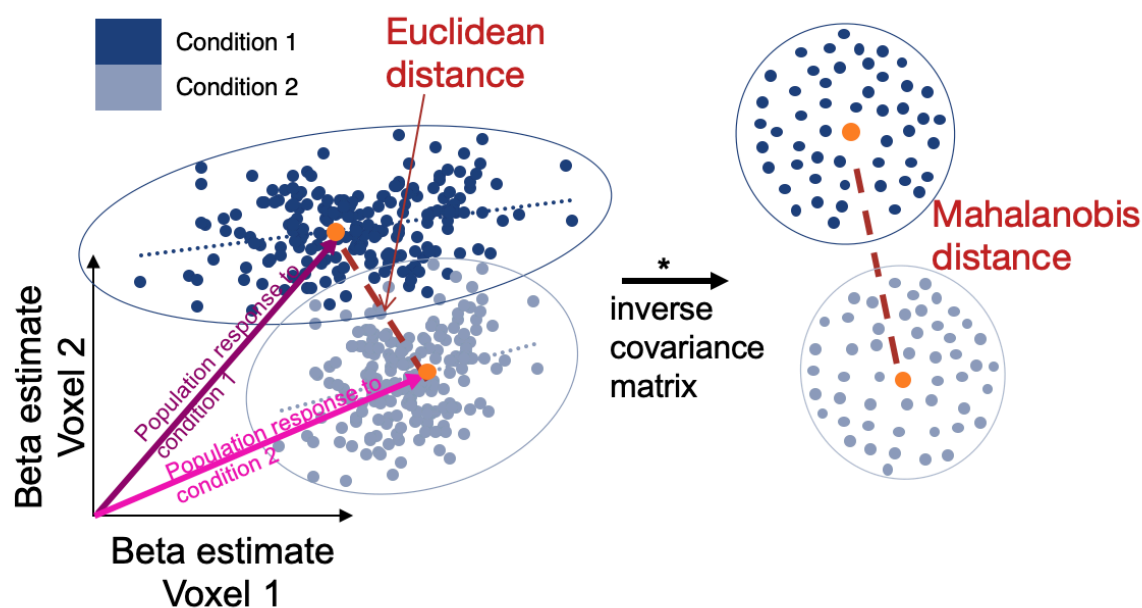 Condition 1
Condition 2
Euclidean
distance
Population response to
condition 1
Population response to
condition 2
Beta estimate
Voxel 2
Beta estimate
Voxel 1
*
inverse
covariance
matrix
Mahalanobis
distance